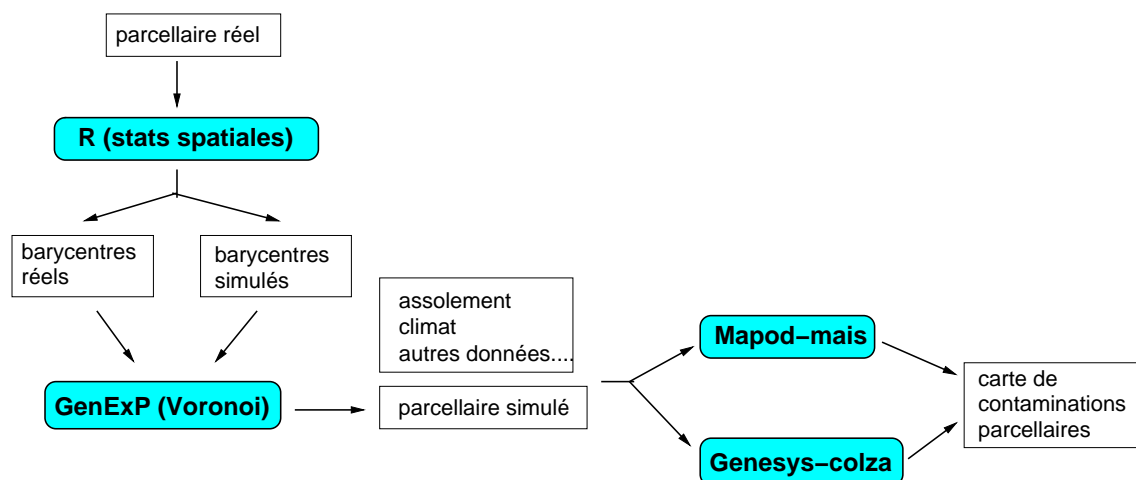 parcellaire réel
R (stats spatiales)
barycentres
réels
barycentres
simulés
GenExP (Voronoi)
assolement
climat
autres données....
parcellaire simulé
Mapod−mais
Genesys−colza
carte de
contaminations
parcellaires